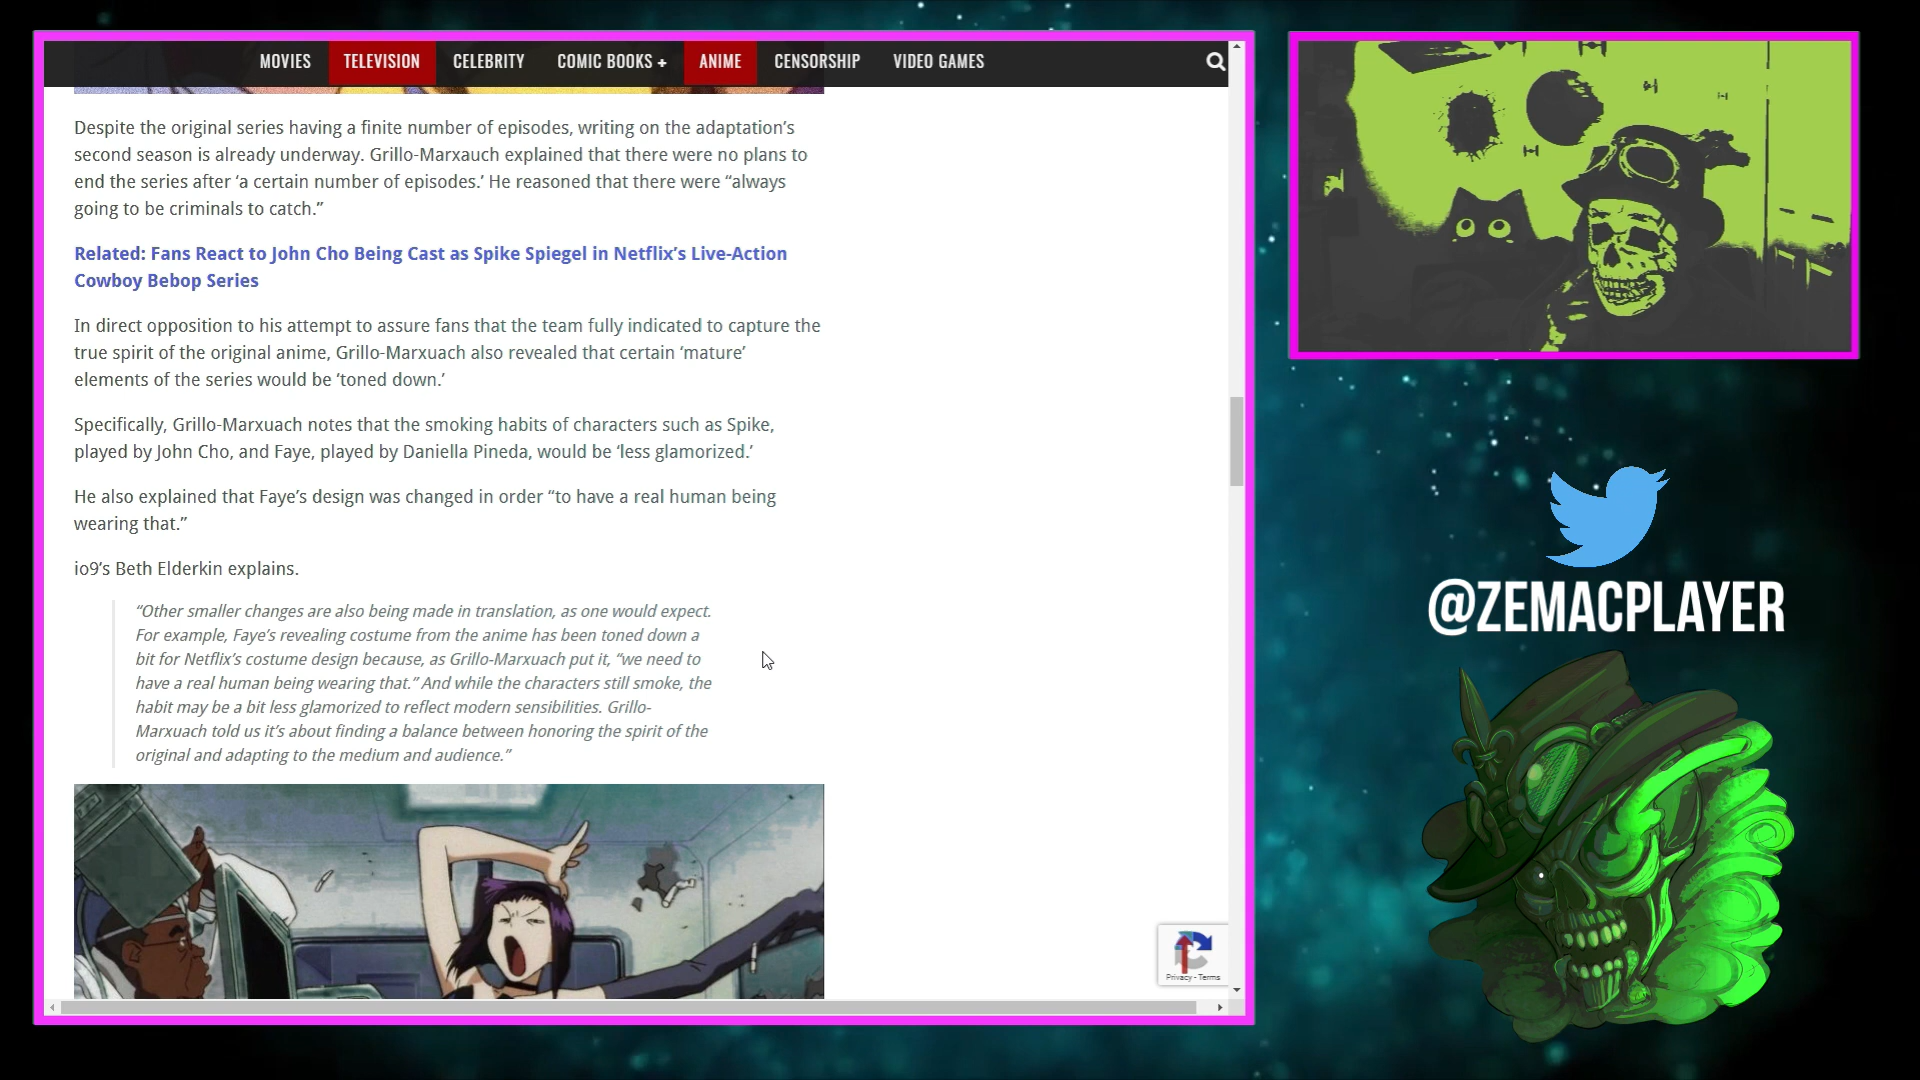 MOVIES TELEVISION CELEBRITY COMIC BOOKS + ANIME CENSORSHIP VIDEO GAMES
Despite the original series having a finite number of episodes, writing on the adaptation’s
second season is already underway. Grillo-Marxauch explained that there were no plans to
end the series after ‘a certain number of episodes.’ He reasoned that there were “always
going to be criminals to catch.”
Related: Fans React to John Cho Being Cast as Spike Spiegel in Netflix’s Live-Action
Cowboy Bebop Series
In direct opposition to his attempt to assure fans that the team fully indicated to capture the
true spirit of the original anime, Grillo-Marxuach also revealed that certain ‘mature’
elements of the series would be ‘toned down.’
Specifically, Grillo-Marxuach notes that the smoking habits of characters such as Spike,
played by John Cho, and Faye, played by Daniella Pineda, would be ‘less glamorized.’
He also explained that Faye’s design was changed in order “to have a real human being
wearing that.”
io9’s Beth Elderkin explains.
“Other smaller changes are also being made in translation, as one would expect.
For example, Faye’s revealing costume from the anime has been toned down a
bit for Netflix’s costume design because, as Grillo-Marxuach put it, “we need to
have a real human being wearing that.” And while the characters still smoke, the
habit may be a bit less glamorized to reflect modern sensibilities. Grillo-
Marxuach told us it’s about finding a balance between honoring the spirit of the
original and adapting to the medium and audience.”
Privacy - Terms
@ZEMACPLAYER